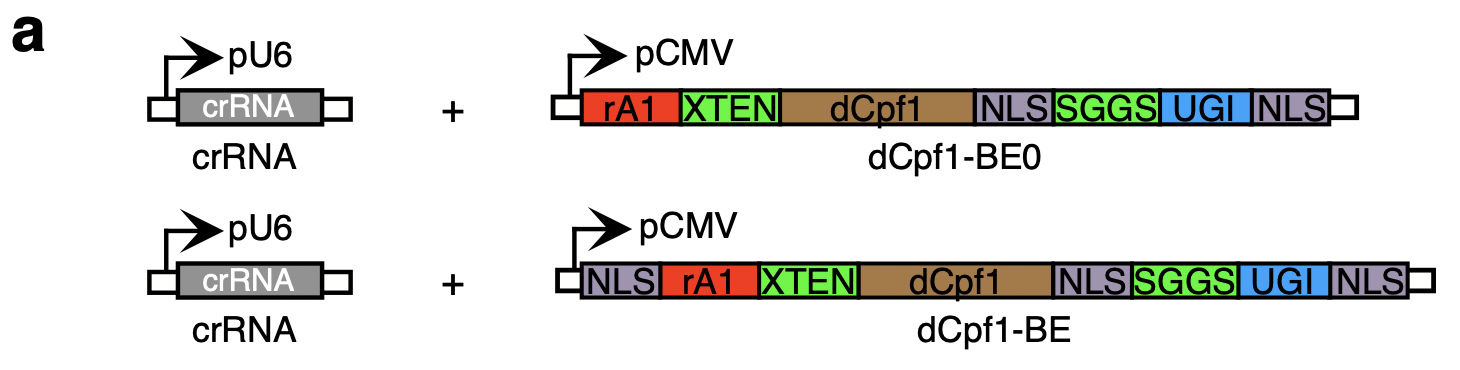 a
pU6
pCMV
crRNA + rA1 XTEN dCpf1 NLS SGGS UGI NLS
crRNA
dCpf1-BE0
pU6
pCMV
crRNA + NLS rA1 XTEN dCpf1 NLS SGGS UGI NLS
crRNA
dCpf1-BE